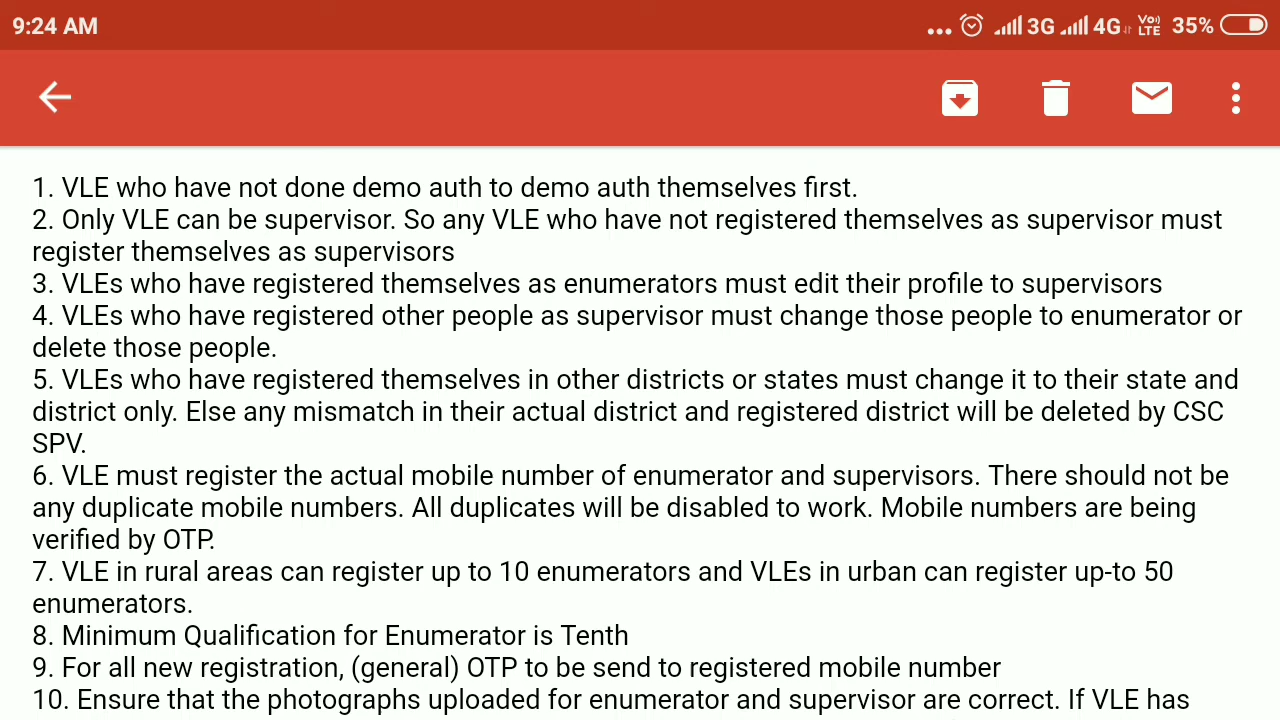 9:24 AM
3G 4G Vo) LTE 35%
1. VLE who have not done demo auth to demo auth themselves first.
2. Only VLE can be supervisor. So any VLE who have not registered themselves as supervisor must
register themselves as supervisors
3. VLEs who have registered themselves as enumerators must edit their profile to supervisors
4. VLEs who have registered other people as supervisor must change those people to enumerator or
delete those people.
5. VLEs who have registered themselves in other districts or states must change it to their state and
district only. Else any mismatch in their actual district and registered district will be deleted by CSC
SPV.
6. VLE must register the actual mobile number of enumerator and supervisors. There should not be
any duplicate mobile numbers. All duplicates will be disabled to work. Mobile numbers are being
verified by OTP.
7. VLE in rural areas can register up to 10 enumerators and VLEs in urban can register up-to 50
enumerators.
8. Minimum Qualification for Enumerator is Tenth
9. For all new registration, (general) OTP to be send to registered mobile number
10. Ensure that the photographs uploaded for enumerator and supervisor are correct. If VLE has